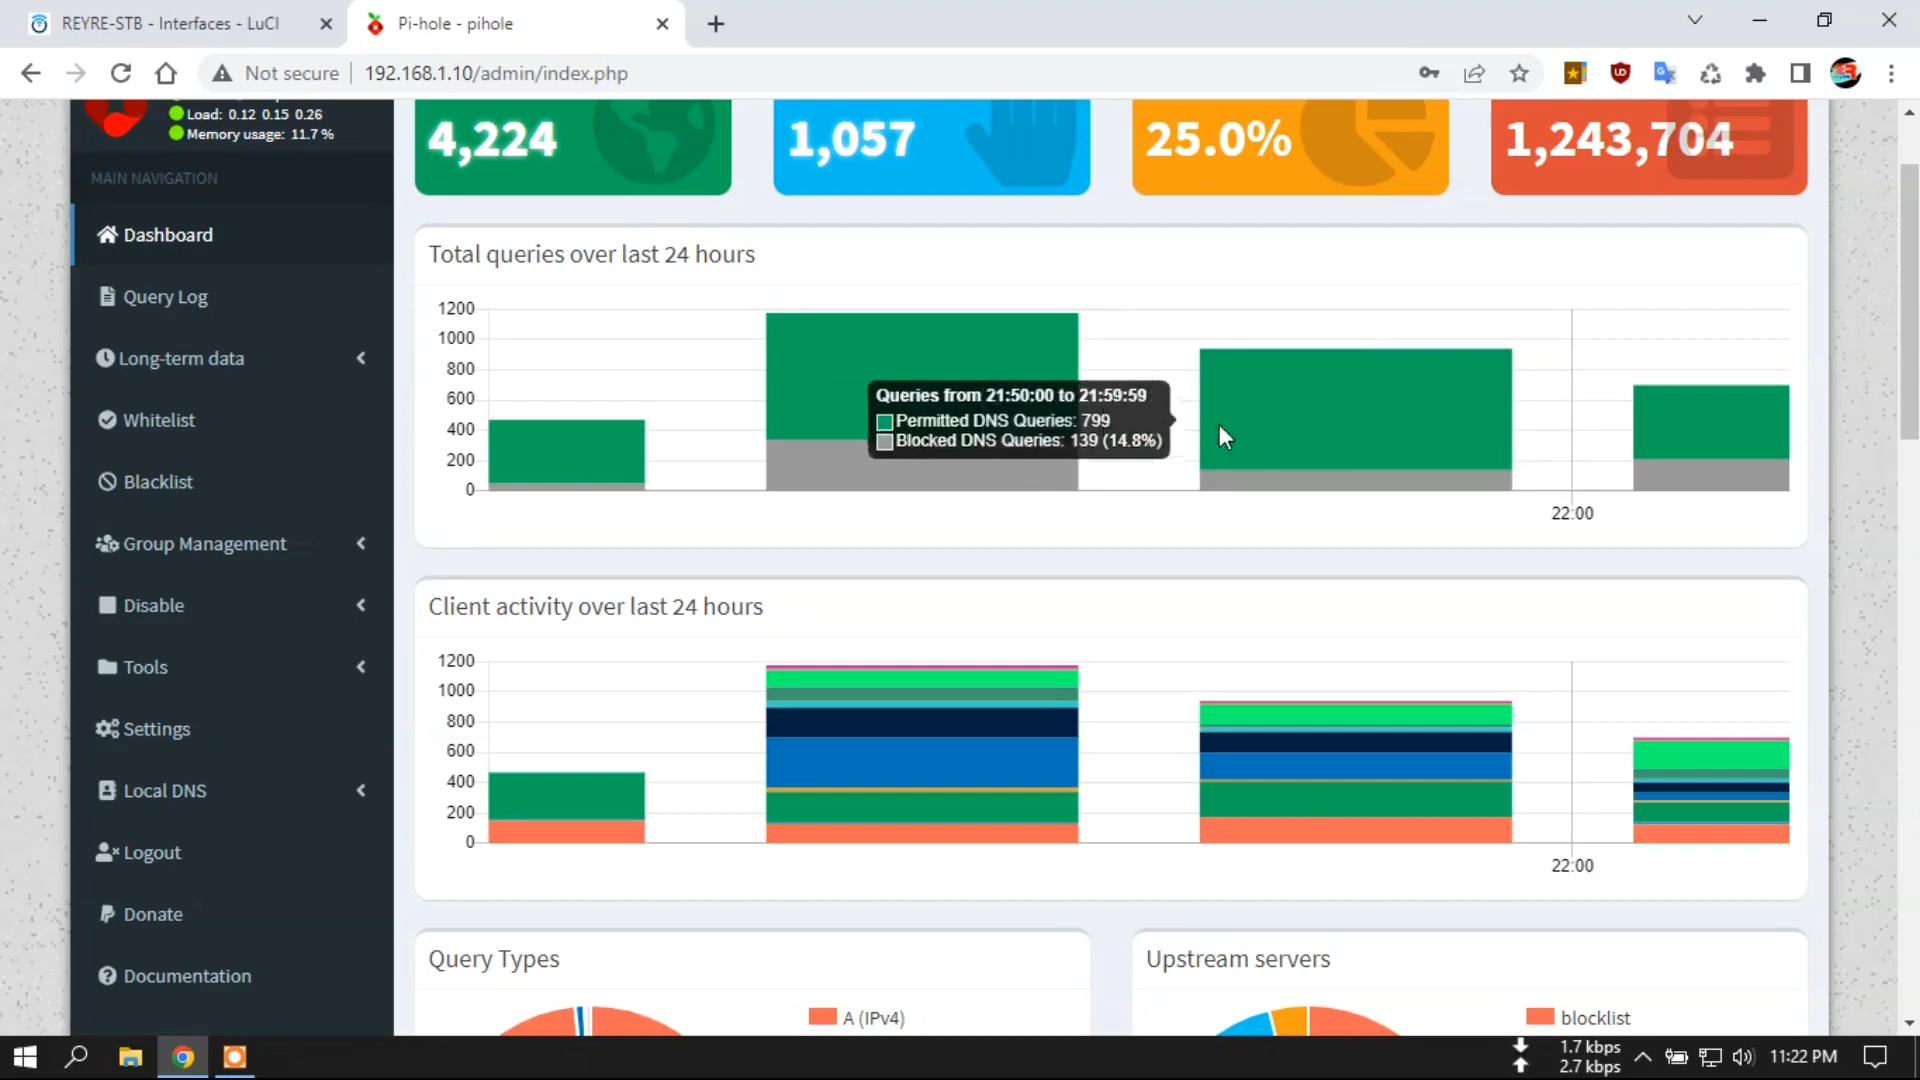 REYRE-STB - Interfaces - LuCI
Pi-hole - pihole
Not secure
192.168.1.10/admin/index.php
Load: 0.12 0.15 0.26
Memory usage: 11.7 %
MAIN NAVIGATION
Dashboard
Query Log
Long-term data
Whitelist
Blacklist
Group Management
Disable
Tools
Settings
Local DNS
Logout
Donate
Documentation
4,224
1,057
25.0%
1,243,704
Total queries over last 24 hours
1200
1000
800
600
400
200
0
Queries from 21:50:00 to 21:59:59
Permitted DNS Queries: 799
Blocked DNS Queries: 139 (14.8%)
22:00
Client activity over last 24 hours
1200
1000
800
600
400
200
0
22:00
Query Types
A (IPv4)
Upstream servers
blocklist
1.7 kbps
2.7 kbps
11:22 PM